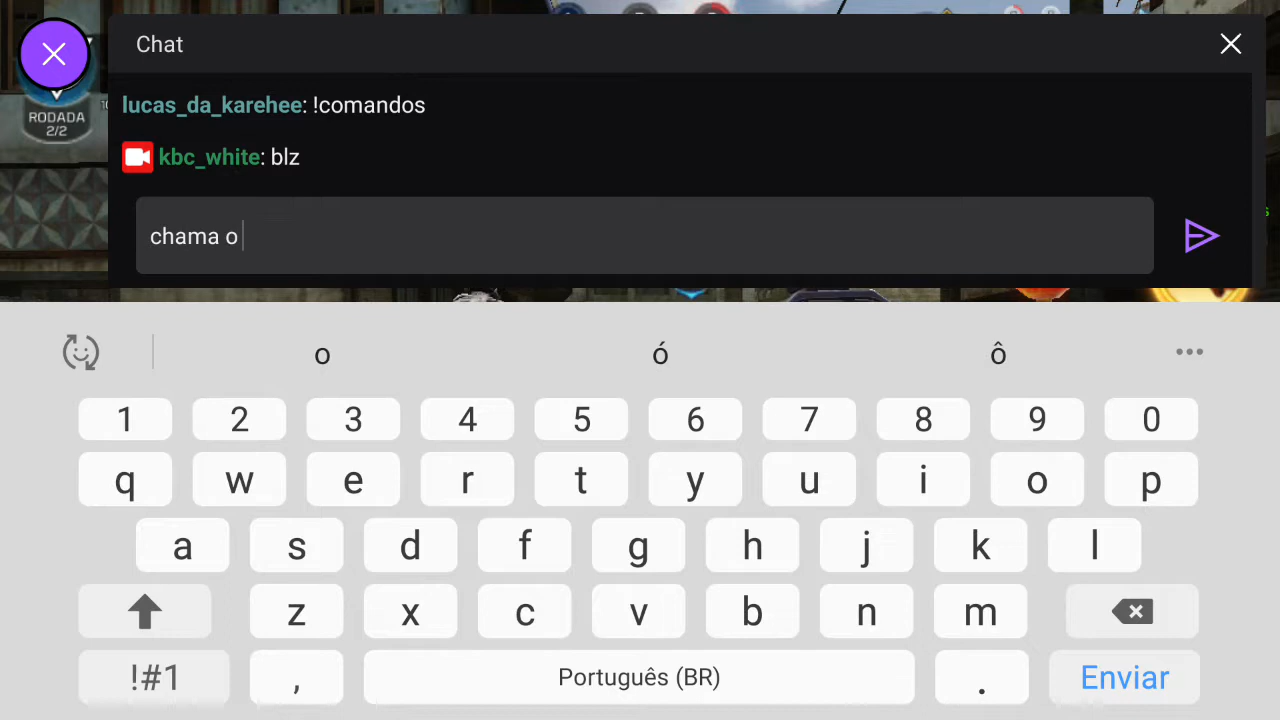 Chat
RODADA
2/2
lucas_da_karehee: !comandos
kbc_white: blz
chama o
o ó ô
1 2 3 4 5 6 7 8 9 0
q w e r t y u i o p
a s d f g h j k l
z x c v b n m
!#1 , Português (BR) . Enviar